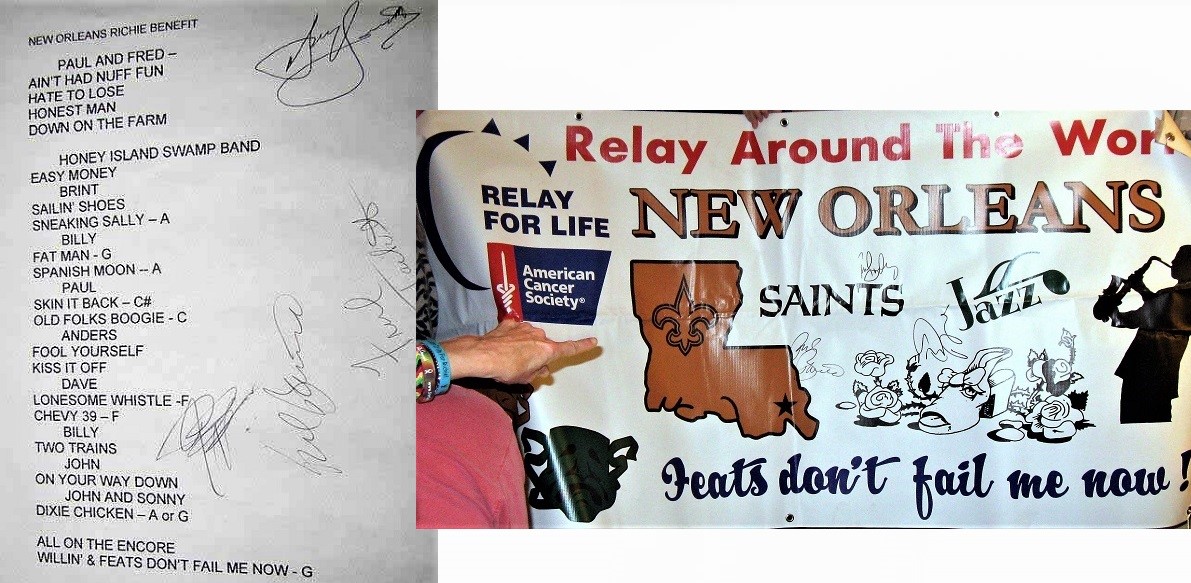 NEW ORLEANS RICHIE BENEFIT
PAUL AND FRED –
AIN'T HAD NUFF FUN
HATE TO LOSE
HONEST MAN
DOWN ON THE FARM
HONEY ISLAND SWAMP BAND
EASY MONEY
BRINT
SAILIN' SHOES
SNEAKING SALLY – A
BILLY
FAT MAN - G
SPANISH MOON -- A
PAUL
SKIN IT BACK – C#
OLD FOLKS BOOGIE - C
ANDERS
FOOL YOURSELF
KISS IT OFF
DAVE
LONESOME WHISTLE -F
CHEVY 39 – F
BILLY
TWO TRAINS
JOHN
ON YOUR WAY DOWN
JOHN AND SONNY
DIXIE CHICKEN – A or G
ALL ON THE ENCORE
WILLIN' & FEATS DON'T FAIL ME NOW - G
Relay Around The Worl
NEW ORLEANS
RELAY
FOR LIFE
American
Cancer
Society®
SAINTS
Jazz
Feats don't fail me now !